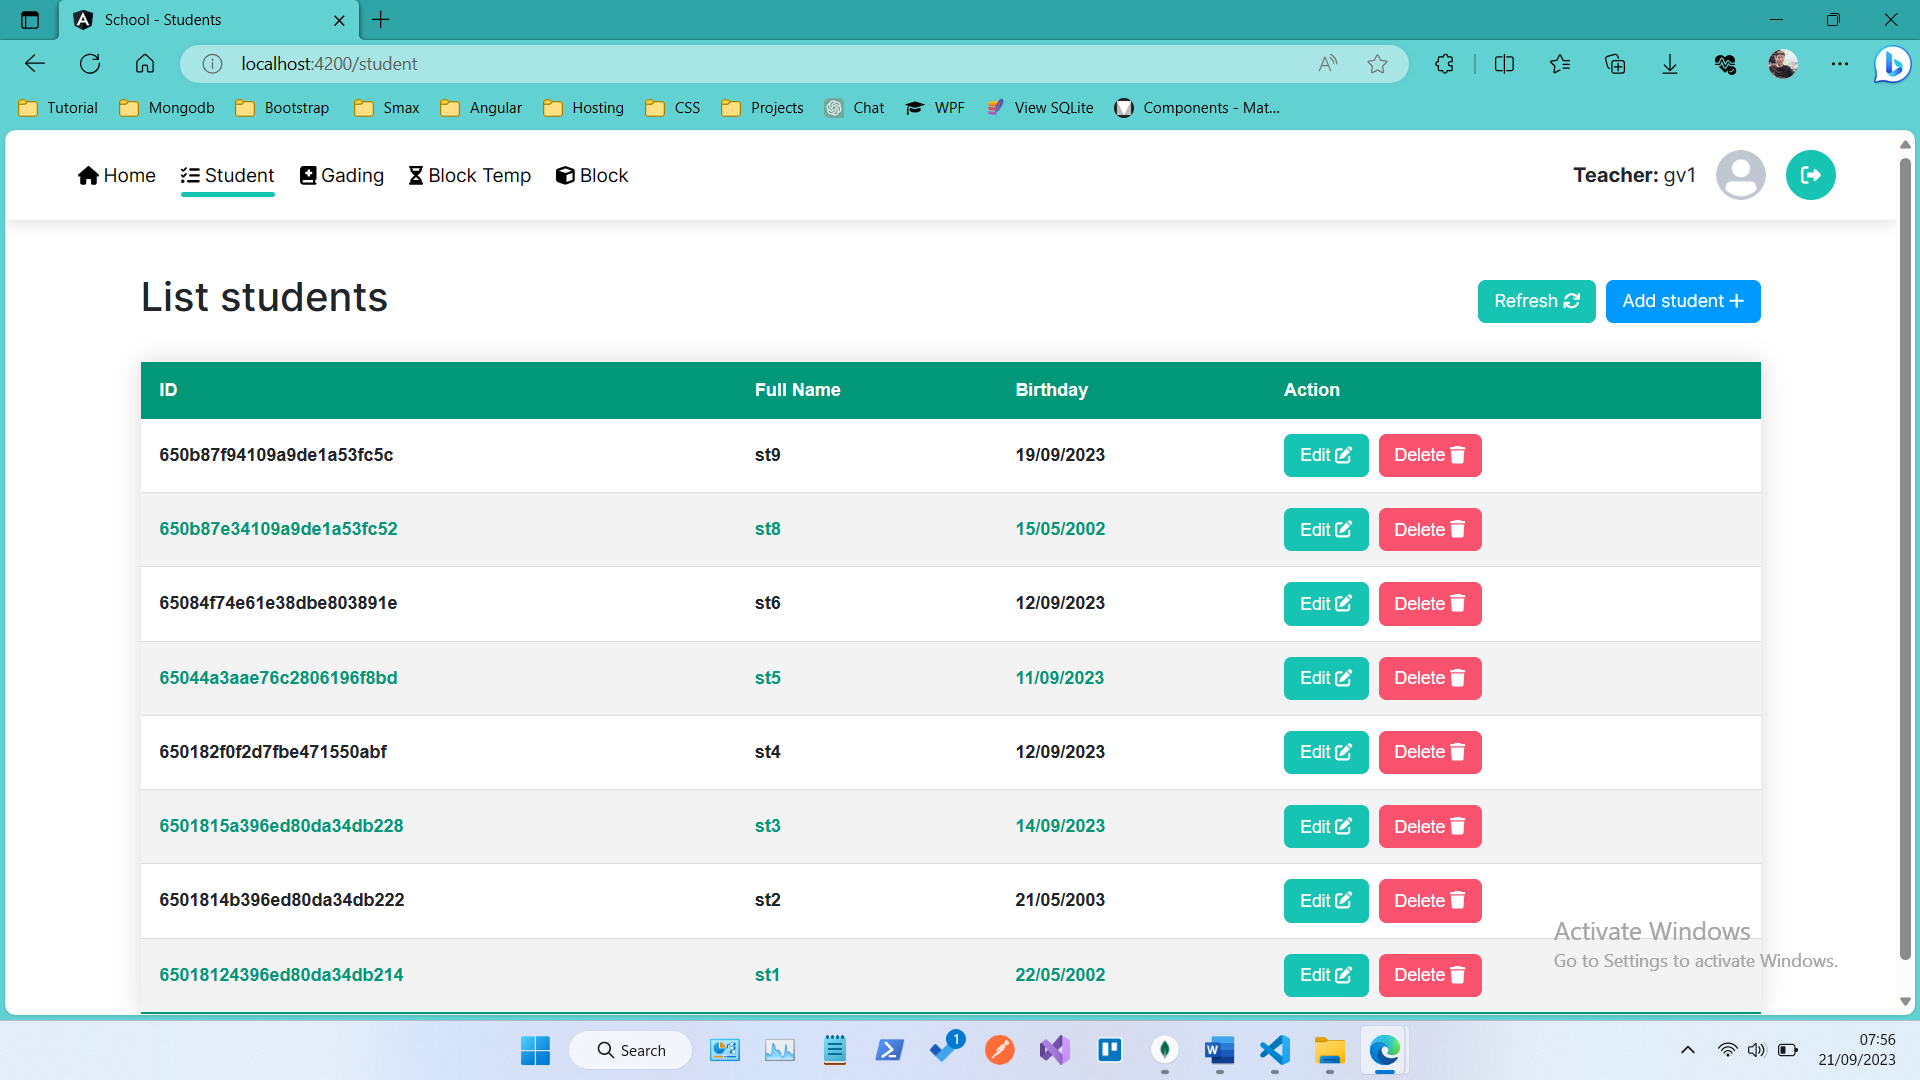 School - Students
localhost:4200/student
Tutorial Mongodb Bootstrap Smax Angular Hosting CSS Projects Chat WPF View SQLite Components - Mat...
Home Student Gading Block Temp Block Teacher: gv1
List students
Refresh Add student
ID Full Name Birthday Action
650b87f94109a9de1a53fc5c st9 19/09/2023 Edit Delete
650b87e34109a9de1a53fc52 st8 15/05/2002 Edit Delete
65084f74e61e38dbe803891e st6 12/09/2023 Edit Delete
65044a3aae76c2806196f8bd st5 11/09/2023 Edit Delete
650182f0f2d7fbe471550abf st4 12/09/2023 Edit Delete
6501815a396ed80da34db228 st3 14/09/2023 Edit Delete
6501814b396ed80da34db222 st2 21/05/2003 Edit Delete
Activate Windows
65018124396ed80da34db214 st1 22/05/2002 Edit Delete
Go to Settings to activate Windows.
Search
1
07:56
21/09/2023